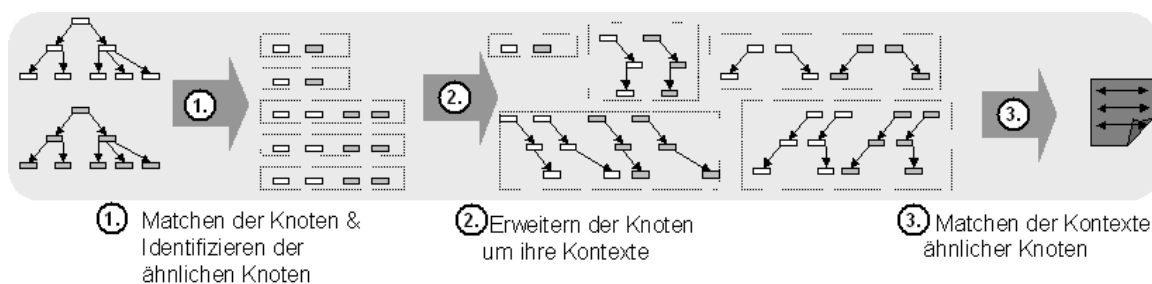 1.
2.
3.
1. Matchen der Knoten &
Identifizieren der
ähnlichen Knoten
2. Erweitern der Knoten
um ihre Kontexte
3. Matchen der Kontexte
ähnlicher Knoten